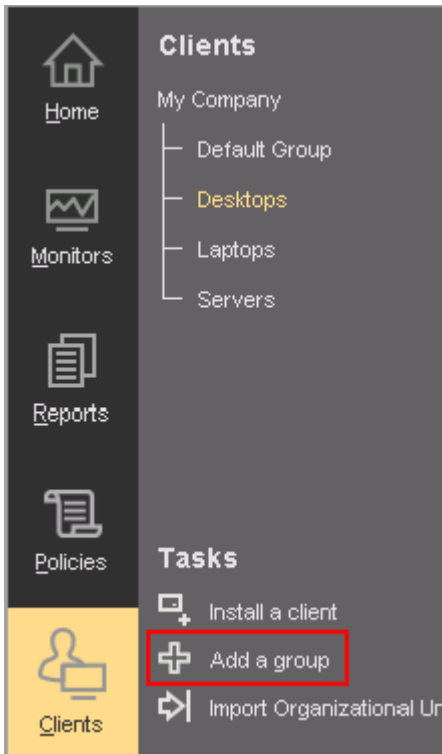 Home
Monitors
Reports
Policies
Clients
Clients
My Company
Default Group
Desktops
Laptops
Servers
Tasks
Install a client
Add a group
Import Organizational